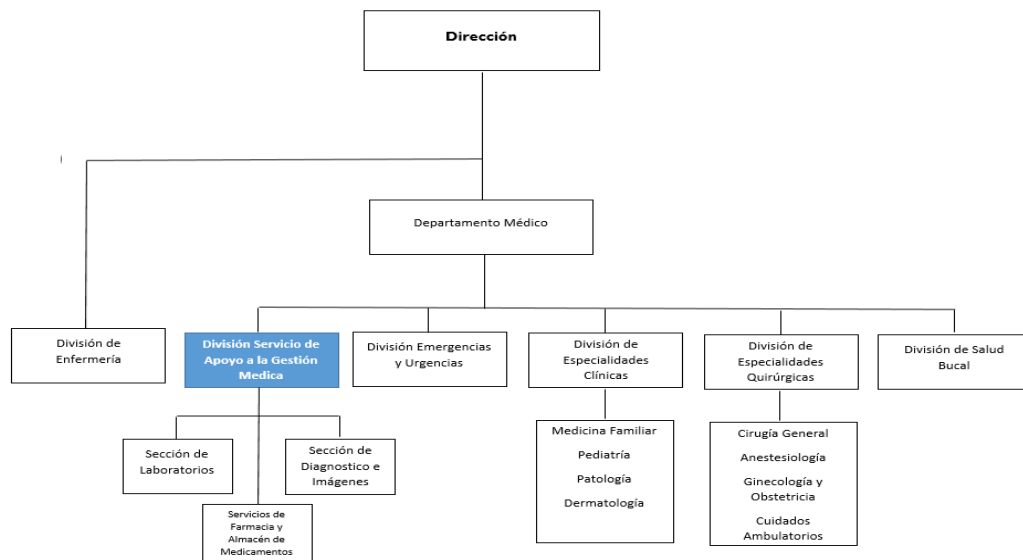 Dirección
Departamento Médico
División de
Enfermería
División Servicio de
Apoyo a la Gestión
Medica
División Emergencias
y Urgencias
División de
Especialidades
Clínicas
División de
Especialidades
Quirúrgicas
División de Salud
Bucal
Sección de
Laboratorios
Sección de
Diagnostico e
Imágenes
Servicios de
Farmacia y
Almacén de
Medicamentos
Medicina Familiar
Pediatría
Patología
Dermatología
Cirugía General
Anestesiología
Ginecología y
Obstetricia
Cuidados
Ambulatorios